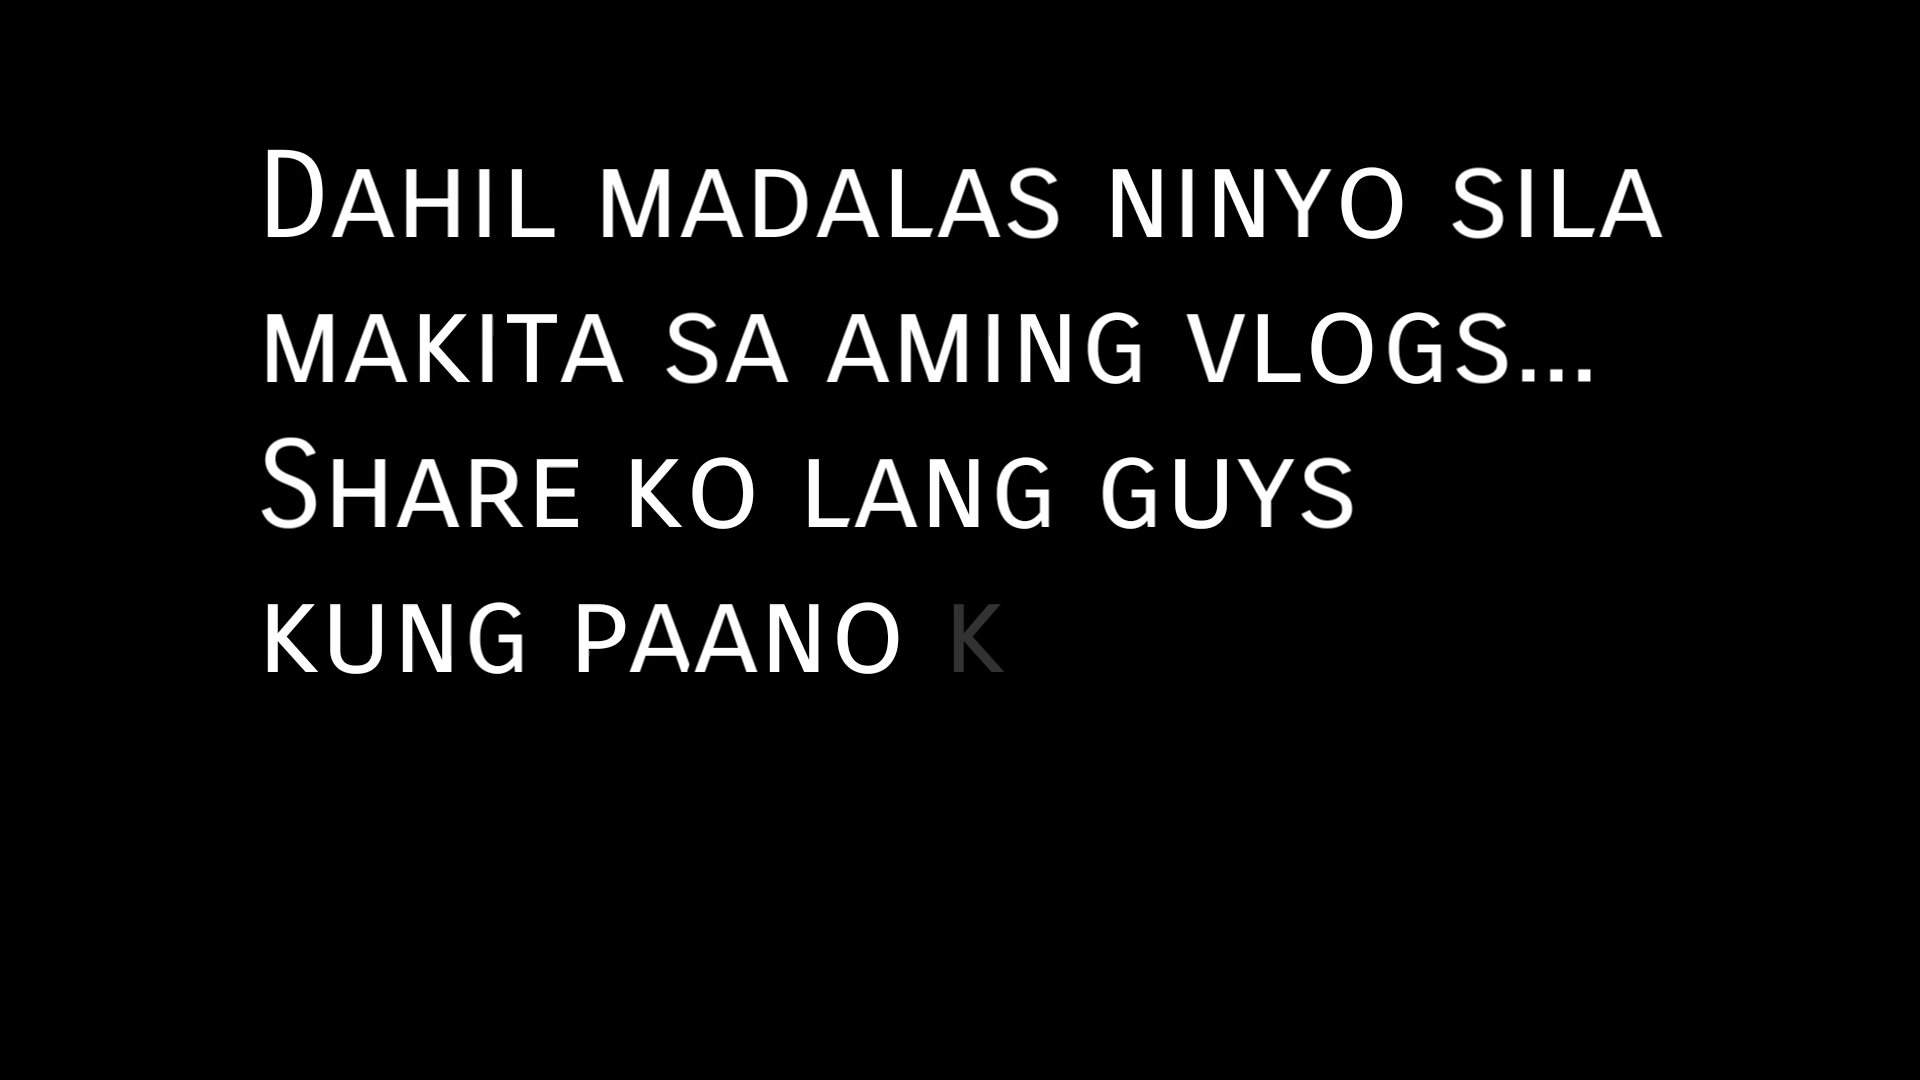 Dahil madalas ninyo sila
makita sa aming vlogs...
Share ko lang guys
kung paano k